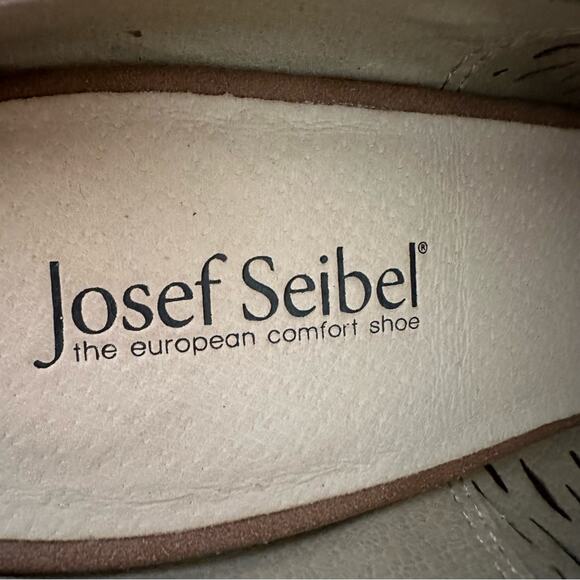 Josef Seibel®
the european comfort shoe